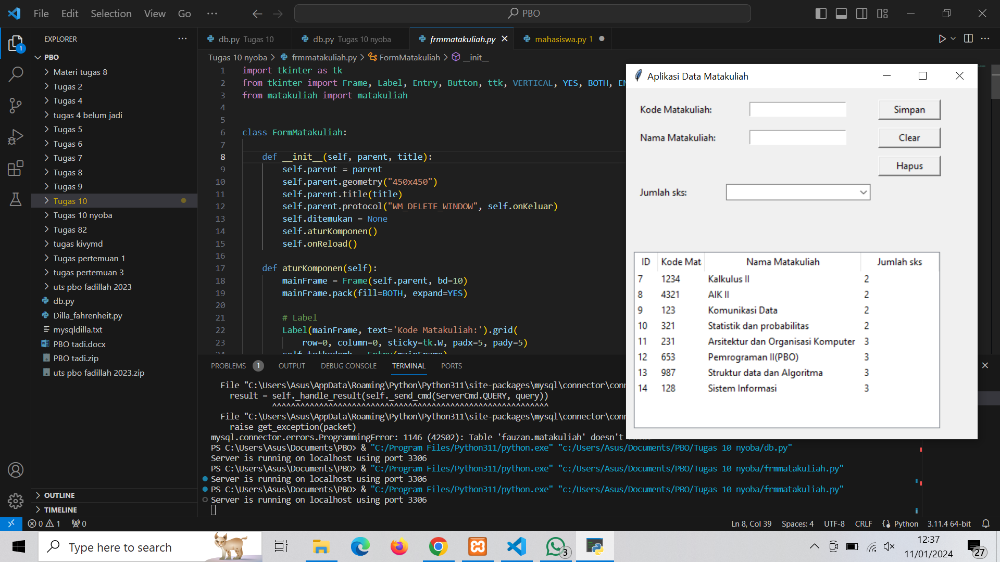 File Edit Selection View Go ··· PBO
EXPLORER ···
1
PBO
Materi tugas 8
Tugas 2
Tugas 4
tugas 4 belum jadi
Tugas 5
Tugas 6
Tugas 7
Tugas 8
Tugas 9
Tugas 10
Tugas 10 nyoba
Tugas 82
tugas kivymd
Tugas pertemuan 1
tugas pertemuan 3
uts pbo fadillah 2023
db.py
Dilla_fahrenheit.py
mysqldilla.txt
PBO tadi.docx
PBO tadi.zip
uts pbo fadillah 2023.zip
OUTLINE
TIMELINE
db.py Tugas 10 db.py Tugas 10 nyoba frmmatakuliah.py mahasiswa.py 1
Tugas 10 nyoba > frmmatakuliah.py > FormMatakuliah > __init__
1 import tkinter as tk
2 from tkinter import Frame, Label, Entry, Button, ttk, VERTICAL, YES, BOTH,
3 from matakuliah import matakuliah
4
5
6 class FormMatakuliah:
7
8 def __init__(self, parent, title):
9 self.parent = parent
10 self.parent.geometry("450x450")
11 self.parent.title(title)
12 self.parent.protocol("WM_DELETE_WINDOW", self.onKeluar)
13 self.ditemukan = None
14 self.aturKomponen()
15 self.onReload()
16
17 def aturKomponen(self):
18 mainFrame = Frame(self.parent, bd=10)
19 mainFrame.pack(fill=BOTH, expand=YES)
20
21 # Label
22 Label(mainFrame, text='Kode Matakuliah:').grid(
23 row=0, column=0, sticky=tk.W, padx=5, pady=5)
PROBLEMS 1 OUTPUT DEBUG CONSOLE TERMINAL PORTS
File "C:\Users\Asus\AppData\Roaming\Python\Python311\site-packages\mysql\connector\
result = self._handle_result(self._send_cmd(ServerCmd.QUERY, query))
^^^^^^^^^^^^^^^^^^^^^^^^^^^^^^^^^^^^^^^^^^^^^^^^^^^^^^^
File "C:\Users\Asus\AppData\Roaming\Python\Python311\site-packages\mysql\connector\
raise get_exception(packet)
mysql.connector.errors.ProgrammingError: 1146 (42S02): Table 'fauzan.matakuliah' doesn't
PS C:\Users\Asus\Documents\PBO> & "C:/Program Files/Python311/python.exe" "c:/Users/Asus/Documents/PBO/Tugas 10 nyoba/db.py"
Server is running on localhost using port 3306
PS C:\Users\Asus\Documents\PBO> & "C:/Program Files/Python311/python.exe" "c:/Users/Asus/Documents/PBO/Tugas 10 nyoba/frmmatakuliah.py"
Server is running on localhost using port 3306
PS C:\Users\Asus\Documents\PBO> & "C:/Program Files/Python311/python.exe" "c:/Users/Asus/Documents/PBO/Tugas 10 nyoba/frmmatakuliah.py"
Server is running on localhost using port 3306
Aplikasi Data Matakuliah
Kode Matakuliah: Simpan
Nama Matakuliah: Clear
Hapus
Jumlah sks:
ID Kode Mat Nama Matakuliah Jumlah sks
7 1234 Kalkulus II 2
8 4321 AIK II 2
9 123 Komunikasi Data 2
10 321 Statistik dan probabilitas 2
11 231 Arsitektur dan Organisasi Komputer 3
12 653 Pemrograman II(PBO) 3
13 987 Struktur data dan Algoritma 3
14 128 Sistem Informasi 3
0 1 0 Ln 8, Col 39 Spaces: 4 UTF-8 CRLF Python 3.11.4 64-bit
Type here to search 3 12:37
11/01/2024 27